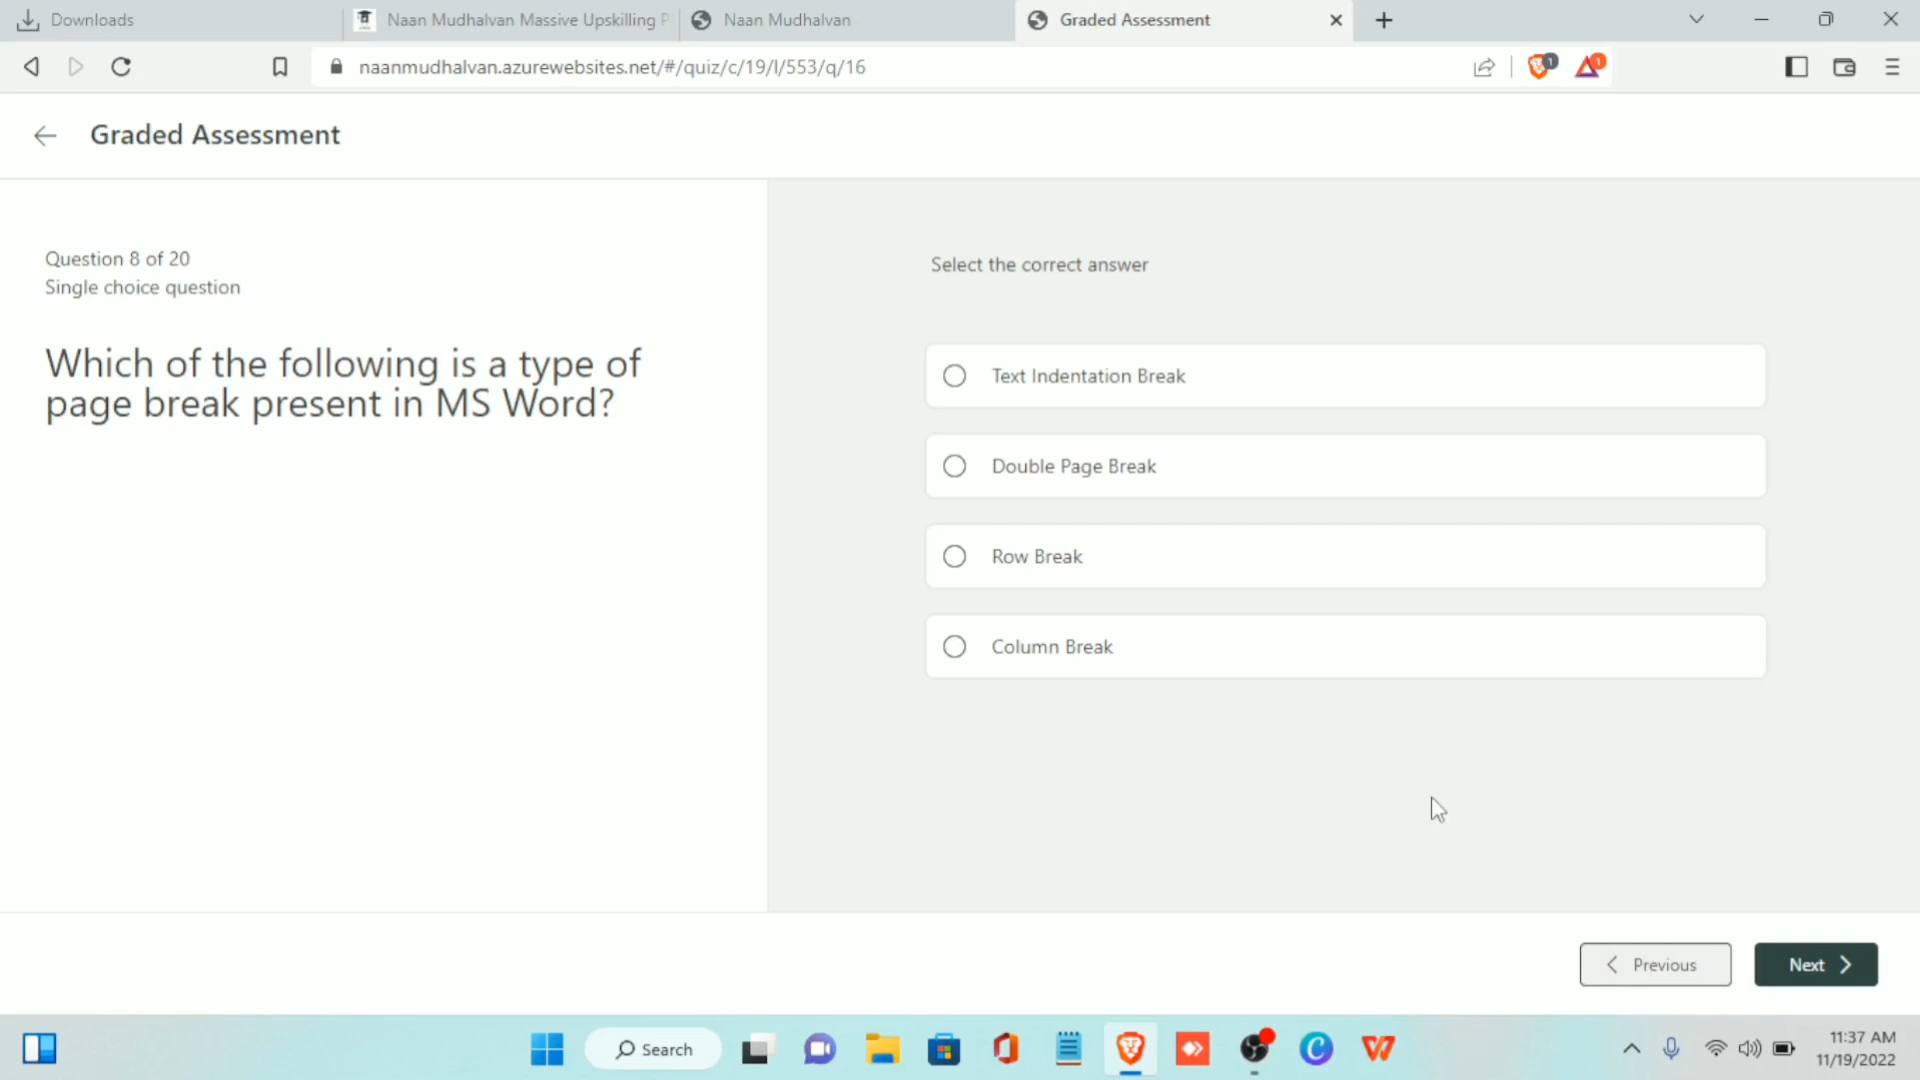 Downloads
Naan Mudhalvan Massive Upskilling P
Naan Mudhalvan
Graded Assessment
naanmudhalvan.azurewebsites.net/#/quiz/c/19/l/553/q/16
1
1
Graded Assessment
Question 8 of 20
Single choice question
Which of the following is a type of
page break present in MS Word?
Select the correct answer
Text Indentation Break
Double Page Break
Row Break
Column Break
Previous
Next
Search
11:37 AM
11/19/2022